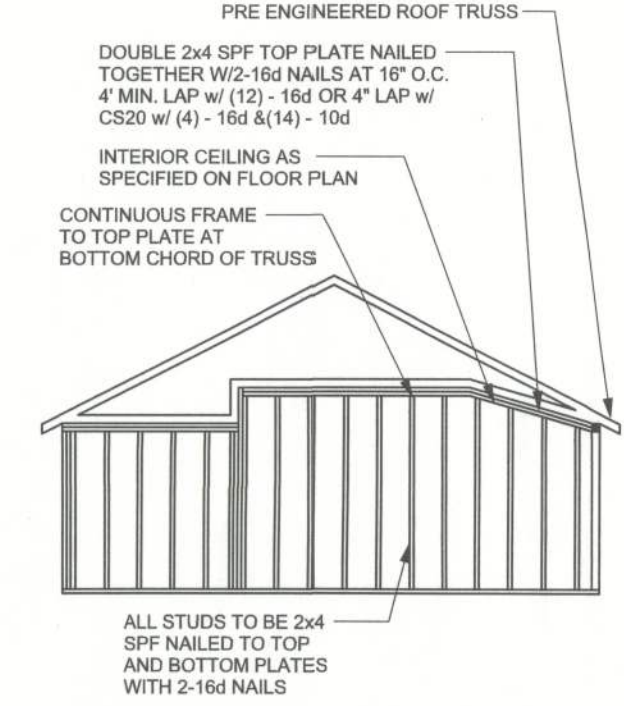 PRE ENGINEERED ROOF TRUSS
DOUBLE 2x4 SPF TOP PLATE NAILED
TOGETHER W/2-16d NAILS AT 16" O.C.
4' MIN. LAP w/ (12) - 16d OR 4" LAP w/
CS20 w/ (4) - 16d &(14) - 10d
INTERIOR CEILING AS
SPECIFIED ON FLOOR PLAN
CONTINUOUS FRAME
TO TOP PLATE AT
BOTTOM CHORD OF TRUSS
ALL STUDS TO BE 2x4
SPF NAILED TO TOP
AND BOTTOM PLATES
WITH 2-16d NAILS